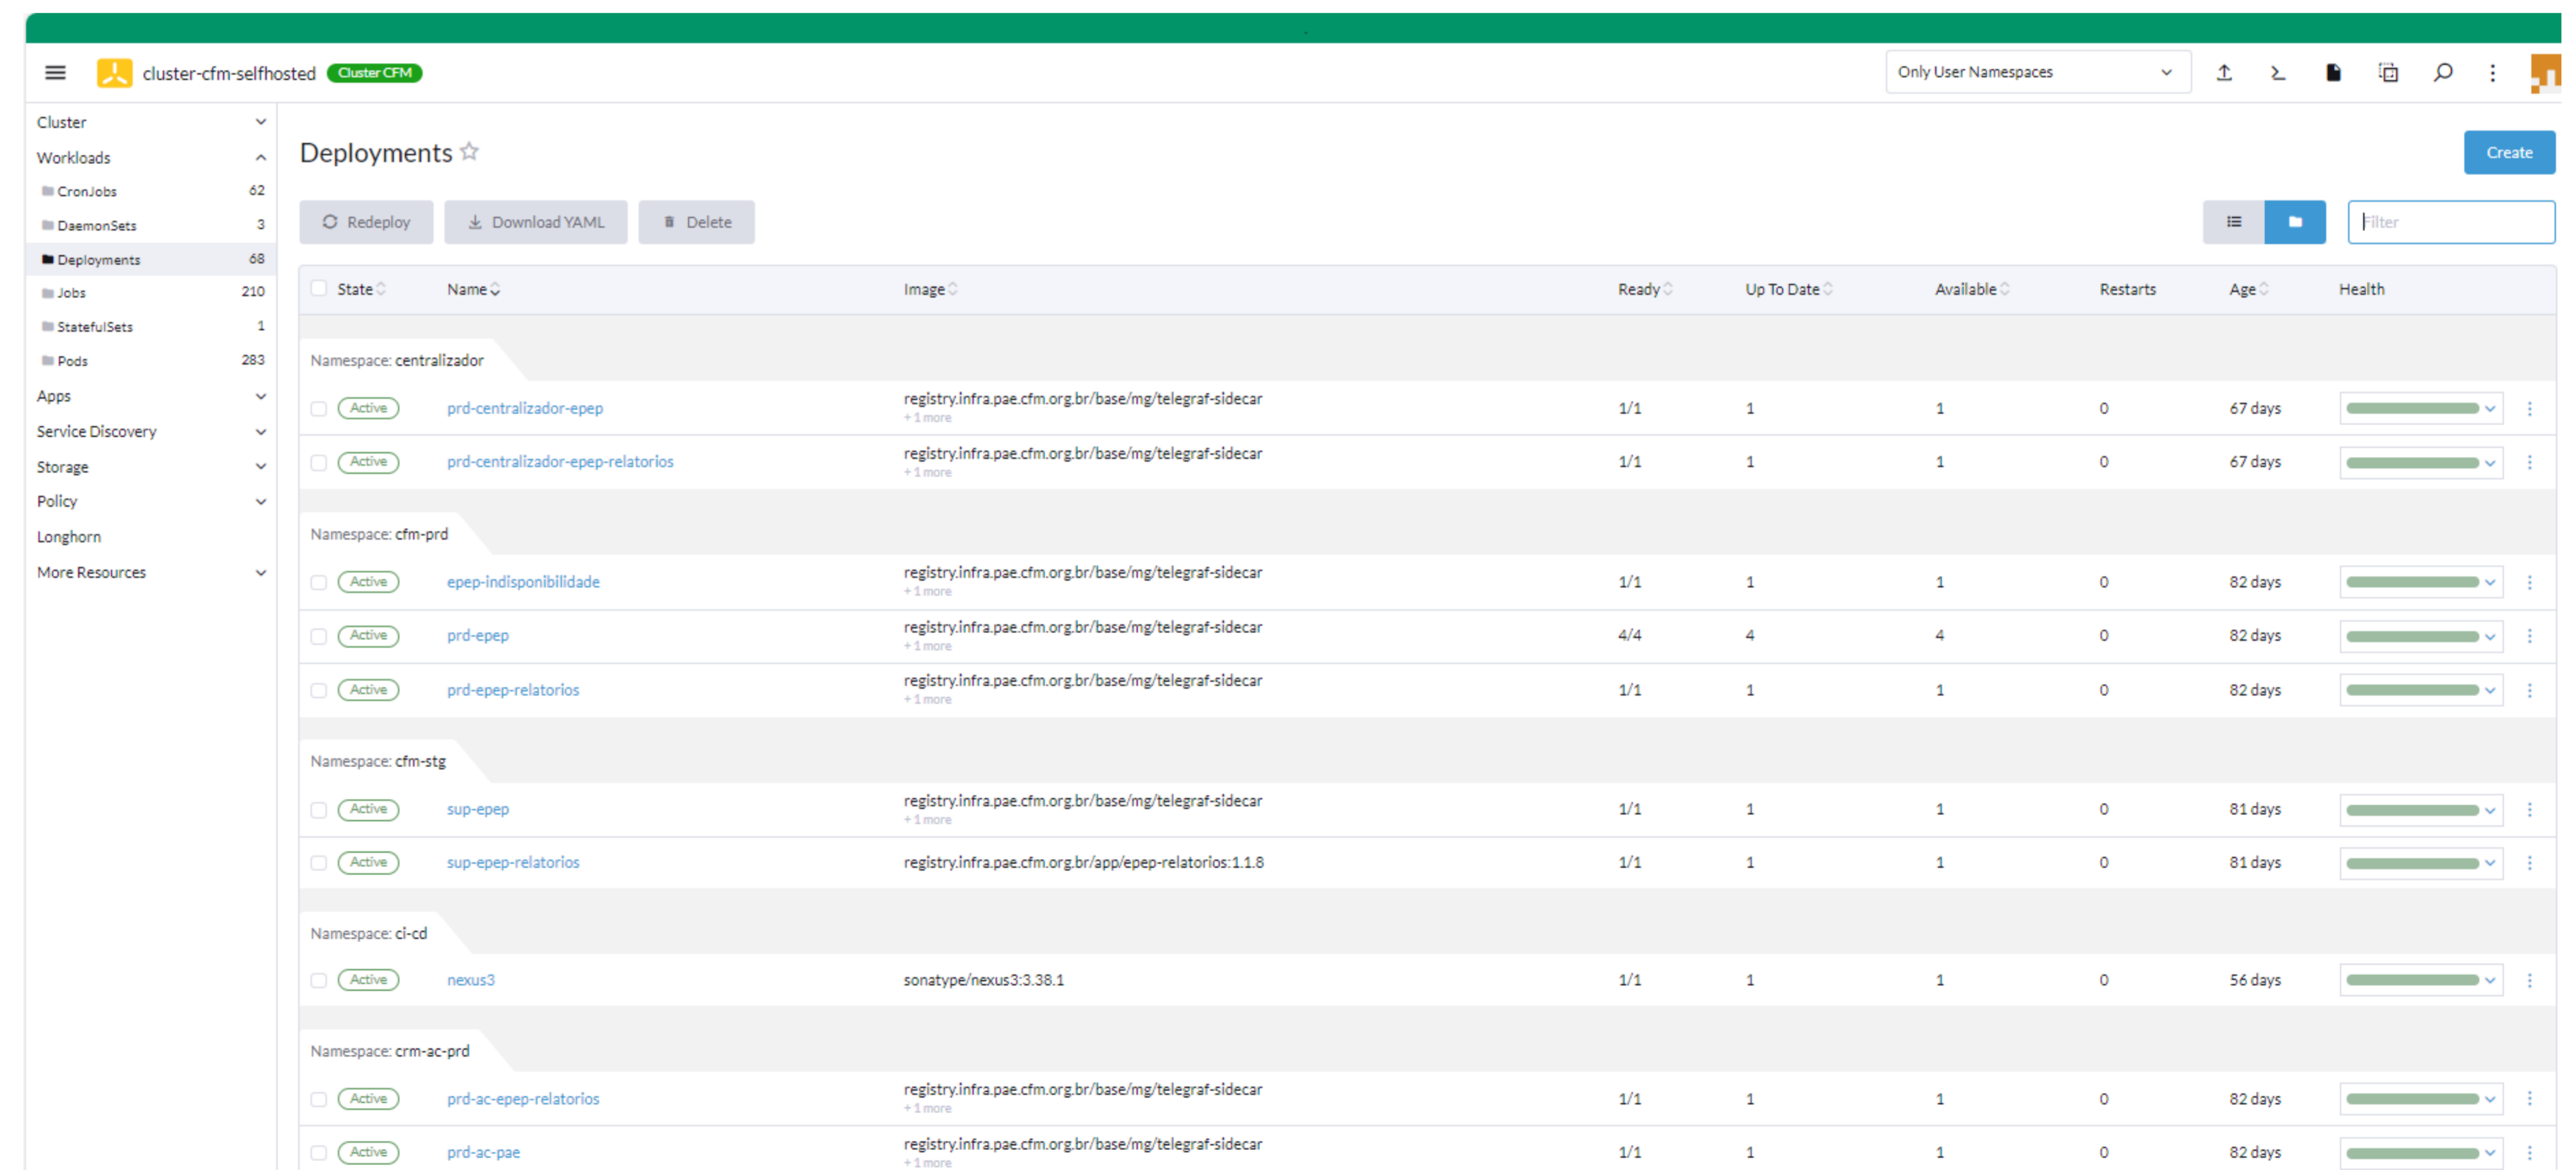 cluster-cfm-selfhosted Cluster CFM Only User Namespaces
Cluster
Workloads
CronJobs 62
DaemonSets 3
Deployments 68
Jobs 210
StatefulSets 1
Pods 283
Apps
Service Discovery
Storage
Policy
Longhorn
More Resources
Deployments
Create
Redeploy Download YAML Delete Filter
State Name Image Ready Up To Date Available Restarts Age Health
Namespace: centralizador
Active prd-centralizador-epep registry.infra.pae.cfm.org.br/base/mg/telegraf-sidecar 1/1 1 1 0 67 days
+ 1 more
Active prd-centralizador-epep-relatorios registry.infra.pae.cfm.org.br/base/mg/telegraf-sidecar 1/1 1 1 0 67 days
+ 1 more
Namespace: cfm-prd
Active epep-indisponibilidade registry.infra.pae.cfm.org.br/base/mg/telegraf-sidecar 1/1 1 1 0 82 days
+ 1 more
Active prd-epep registry.infra.pae.cfm.org.br/base/mg/telegraf-sidecar 4/4 4 4 0 82 days
+ 1 more
Active prd-epep-relatorios registry.infra.pae.cfm.org.br/base/mg/telegraf-sidecar 1/1 1 1 0 82 days
+ 1 more
Namespace: cfm-stg
Active sup-epep registry.infra.pae.cfm.org.br/base/mg/telegraf-sidecar 1/1 1 1 0 81 days
+ 1 more
Active sup-epep-relatorios registry.infra.pae.cfm.org.br/app/epep-relatorios:1.1.8 1/1 1 1 0 81 days
Namespace: ci-cd
Active nexus3 sonatype/nexus3:3.38.1 1/1 1 1 0 56 days
Namespace: crm-ac-prd
Active prd-ac-epep-relatorios registry.infra.pae.cfm.org.br/base/mg/telegraf-sidecar 1/1 1 1 0 82 days
+ 1 more
Active prd-ac-pae registry.infra.pae.cfm.org.br/base/mg/telegraf-sidecar 1/1 1 1 0 82 days
+ 1 more